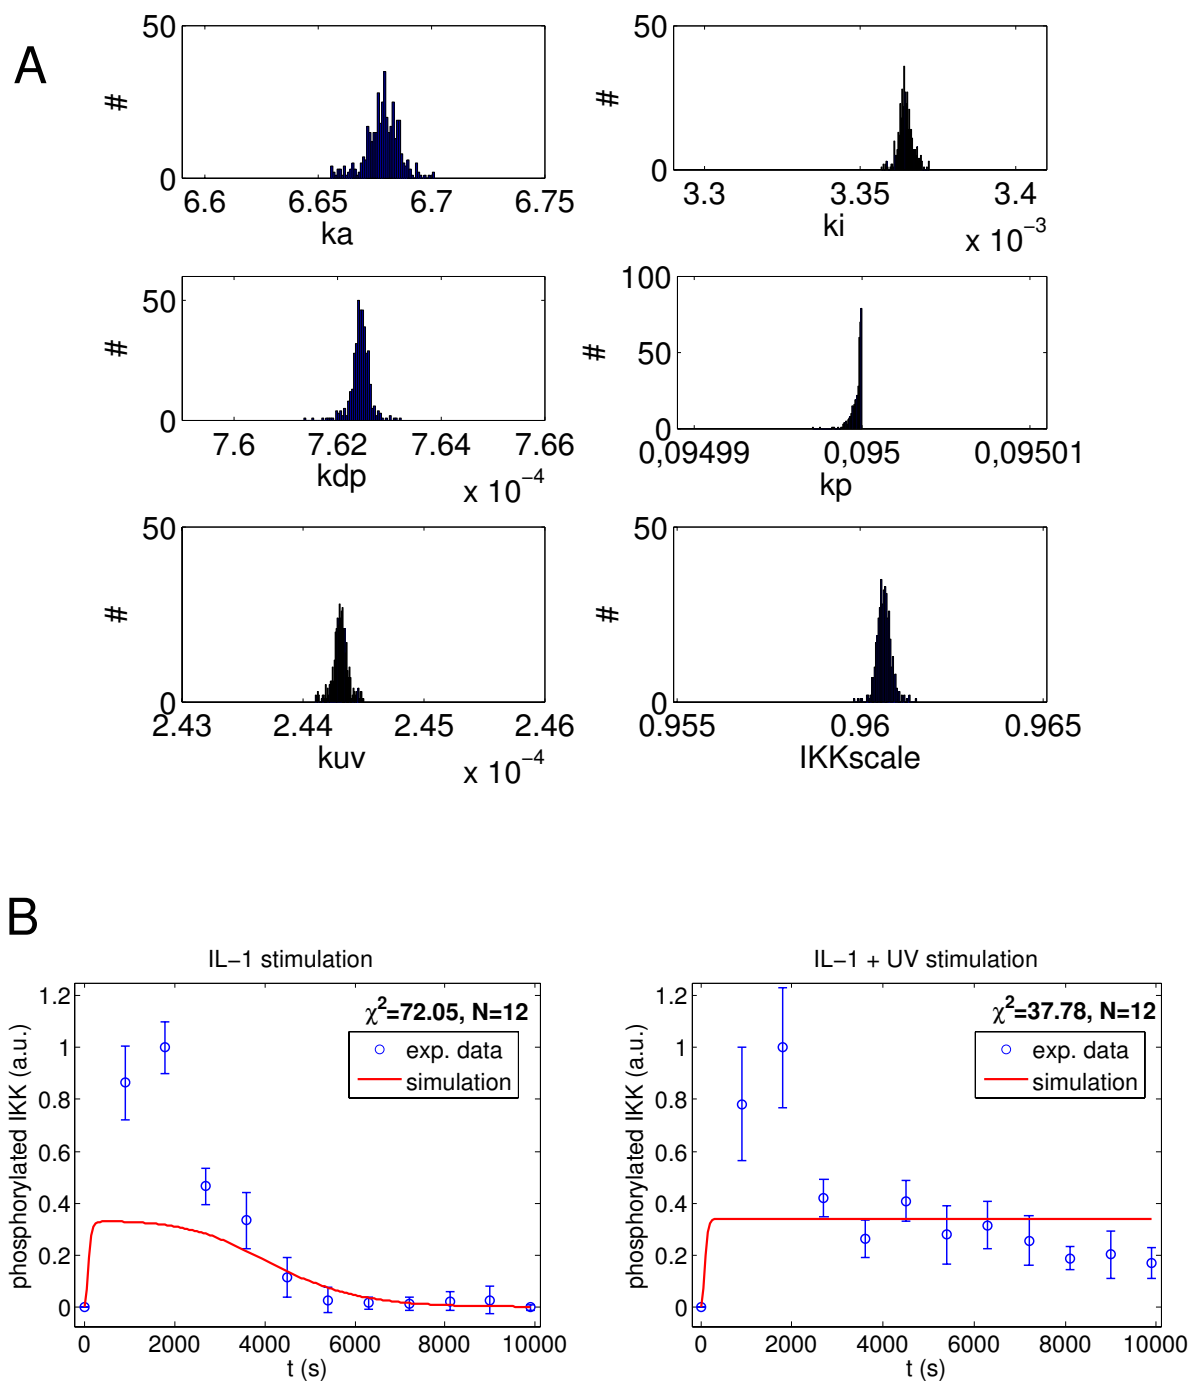 A
50
#
0
6.6 6.65 6.7 6.75
ka
50
#
0
3.3 3.35 3.4
ki
x 10⁻³
50
#
0
7.6 7.62 7.64 7.66
kdp
x 10⁻⁴
100
#
50
0
0,09499 0,095 0,09501
kp
50
#
0
2.43 2.44 2.45 2.46
kuv
x 10⁻⁴
50
#
0
0.955 0.96 0.965
IKKscale
B
IL−1 stimulation
χ²=72.05, N=12
exp. data
simulation
phosphorylated IKK (a.u.)
1.2
1
0.8
0.6
0.4
0.2
0
0 2000 4000 6000 8000 10000
t (s)
IL−1 + UV stimulation
χ²=37.78, N=12
exp. data
simulation
phosphorylated IKK (a.u.)
1.2
1
0.8
0.6
0.4
0.2
0
0 2000 4000 6000 8000 10000
t (s)